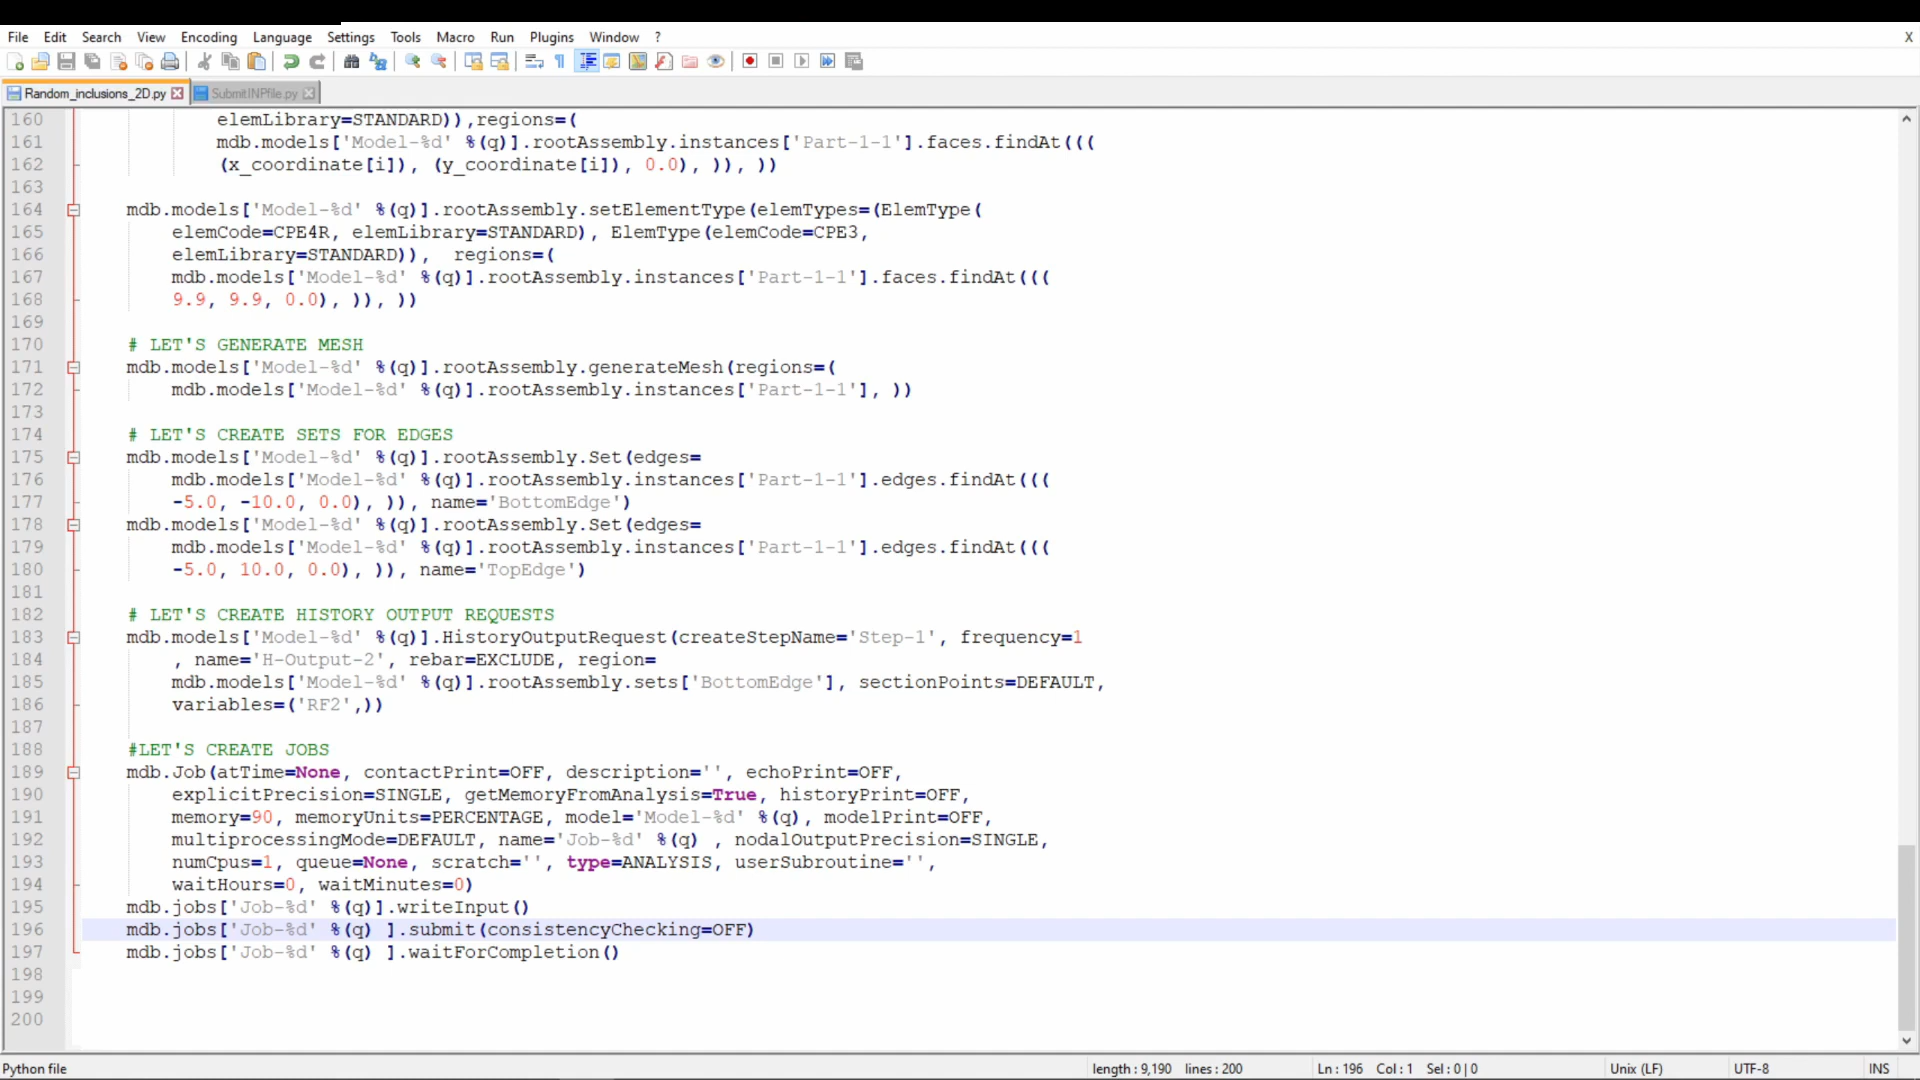 File Edit Search View Encoding Language Settings Tools Macro Run Plugins Window ? X
Random_inclusions_2D.py SubmitINPfile.py
160 elemLibrary=STANDARD)),regions=(
161 mdb.models['Model-%d' %(q)].rootAssembly.instances['Part-1-1'].faces.findAt(((
162 (x_coordinate[i]), (y_coordinate[i]), 0.0), )), ))
163
164 mdb.models['Model-%d' %(q)].rootAssembly.setElementType(elemTypes=(ElemType(
165 elemCode=CPE4R, elemLibrary=STANDARD), ElemType(elemCode=CPE3,
166 elemLibrary=STANDARD)),  regions=(
167 mdb.models['Model-%d' %(q)].rootAssembly.instances['Part-1-1'].faces.findAt(((
168 9.9, 9.9, 0.0), )), ))
169
170 # LET'S GENERATE MESH
171 mdb.models['Model-%d' %(q)].rootAssembly.generateMesh(regions=(
172 mdb.models['Model-%d' %(q)].rootAssembly.instances['Part-1-1'], ))
173
174 # LET'S CREATE SETS FOR EDGES
175 mdb.models['Model-%d' %(q)].rootAssembly.Set(edges=
176 mdb.models['Model-%d' %(q)].rootAssembly.instances['Part-1-1'].edges.findAt(((
177 -5.0, -10.0, 0.0), )), name='BottomEdge')
178 mdb.models['Model-%d' %(q)].rootAssembly.Set(edges=
179 mdb.models['Model-%d' %(q)].rootAssembly.instances['Part-1-1'].edges.findAt(((
180 -5.0, 10.0, 0.0), )), name='TopEdge')
181
182 # LET'S CREATE HISTORY OUTPUT REQUESTS
183 mdb.models['Model-%d' %(q)].HistoryOutputRequest(createStepName='Step-1', frequency=1
184 , name='H-Output-2', rebar=EXCLUDE, region=
185 mdb.models['Model-%d' %(q)].rootAssembly.sets['BottomEdge'], sectionPoints=DEFAULT,
186 variables=('RF2',))
187
188 #LET'S CREATE JOBS
189 mdb.Job(atTime=None, contactPrint=OFF, description='', echoPrint=OFF,
190 explicitPrecision=SINGLE, getMemoryFromAnalysis=True, historyPrint=OFF,
191 memory=90, memoryUnits=PERCENTAGE, model='Model-%d' %(q), modelPrint=OFF,
192 multiprocessingMode=DEFAULT, name='Job-%d' %(q) , nodalOutputPrecision=SINGLE,
193 numCpus=1, queue=None, scratch='', type=ANALYSIS, userSubroutine='',
194 waitHours=0, waitMinutes=0)
195 mdb.jobs['Job-%d' %(q)].writeInput()
196 mdb.jobs['Job-%d' %(q) ].submit(consistencyChecking=OFF)
197 mdb.jobs['Job-%d' %(q) ].waitForCompletion()
198
199
200
Python file length : 9,190 lines : 200 Ln : 196 Col : 1 Sel : 0 | 0 Unix (LF) UTF-8 INS